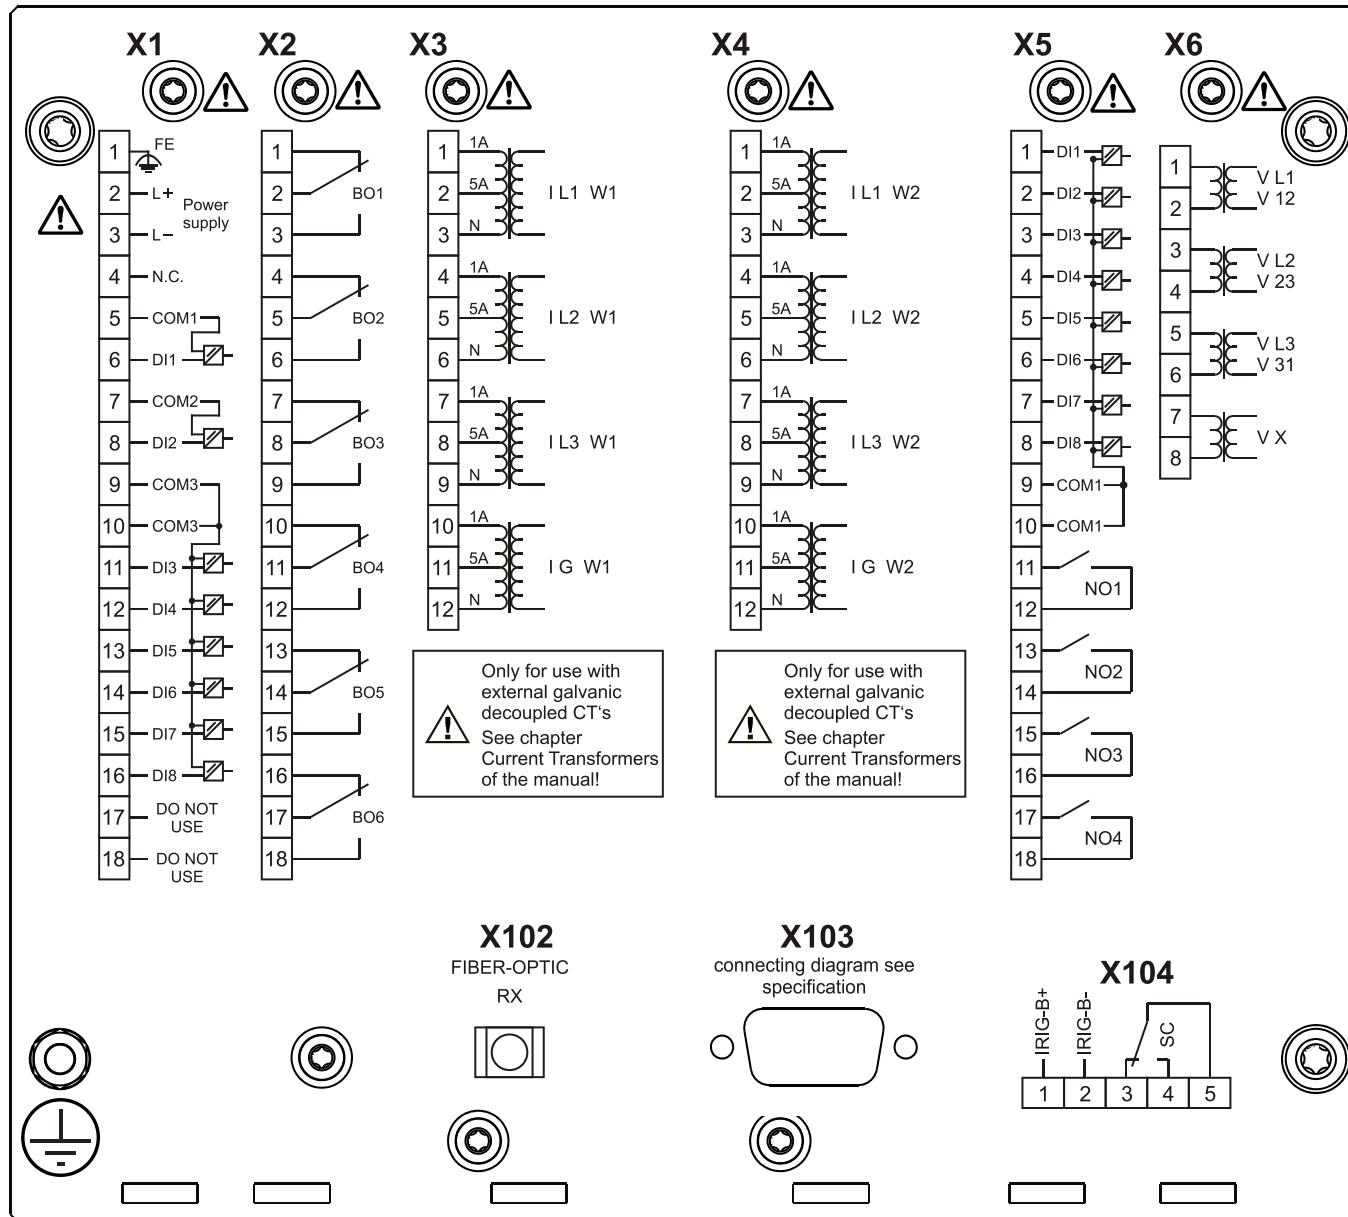 X1
1 FE
2 L+ Power
supply
3 L–
4 N.C.
5 COM1
6 DI1
7 COM2
8 DI2
9 COM3
10 COM3
11 DI3
12 DI4
13 DI5
14 DI6
15 DI7
16 DI8
17 DO NOT
USE
18 DO NOT
USE
X2
1
2 BO1
3
4
5 BO2
6
7
8 BO3
9
10
11 BO4
12
13
14 BO5
15
16
17 BO6
18
X3
1 1A
2 5A I L1 W1
3 N
4 1A
5 5A I L2 W1
6 N
7 1A
8 5A I L3 W1
9 N
10 1A
11 5A I G W1
12 N
Only for use with
external galvanic
decoupled CT‘s
See chapter
Current Transformers
of the manual!
X4
1 1A
2 5A I L1 W2
3 N
4 1A
5 5A I L2 W2
6 N
7 1A
8 5A I L3 W2
9 N
10 1A
11 5A I G W2
12 N
Only for use with
external galvanic
decoupled CT‘s
See chapter
Current Transformers
of the manual!
X5
1 DI1
2 DI2
3 DI3
4 DI4
5 DI5
6 DI6
7 DI7
8 DI8
9 COM1
10 COM1
11
NO1
12
13
NO2
14
15
NO3
16
17
NO4
18
X6
1 V L1
2 V 12
3 V L2
4 V 23
5 V L3
6 V 31
7
V X
8
X102
FIBER-OPTIC
RX
X103
connecting diagram see
specification
X104
IRIG-B+
IRIG-B-
SC
1 2 3 4 5